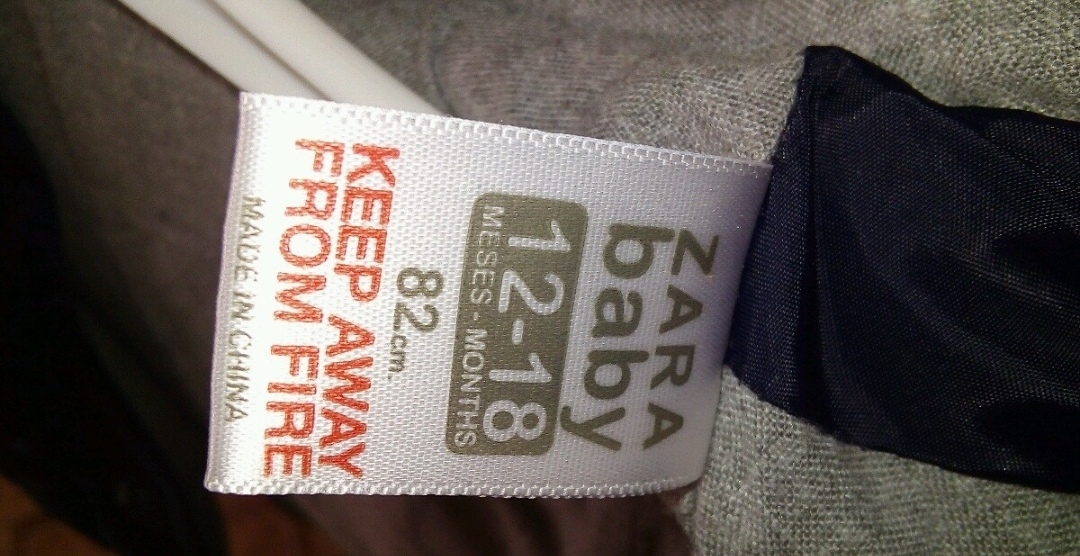 ZARA
baby
12-18
MESES - MONTHS
82cm.
KEEP AWAY
FROM FIRE
MADE IN CHINA